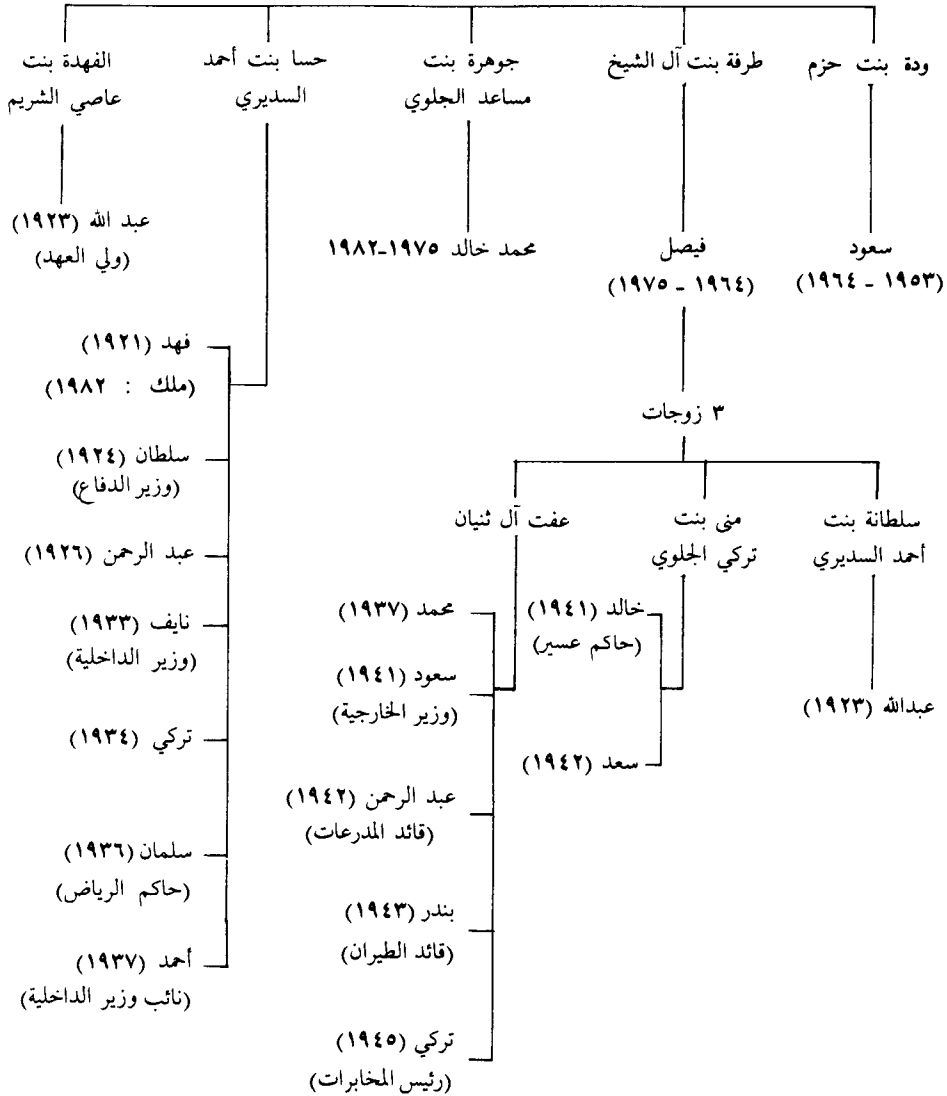 ودة بنت حزم
طرفة بنت آل الشيخ
جوهرة بنت
مساعد الجلوي
حسا بنت أحمد
السديري
الفهدة بنت
عاصي الشريم
سعود
(١٩٥٣ - ١٩٦٤)
فيصل
(١٩٦٤ - ١٩٧٥)
محمد خالد ١٩٧٥-١٩٨٢
عبد الله (١٩٢٣)
(ولي العهد)
فهد (١٩٢١)
(ملك : ١٩٨٢)
سلطان (١٩٢٤)
(وزير الدفاع)
عبد الرحمن (١٩٢٦)
نايف (١٩٣٣)
(وزير الداخلية)
تركي (١٩٣٤)
سلمان (١٩٣٦)
(حاكم الرياض)
أحمد (١٩٣٧)
(نائب وزير الداخلية)
٣ زوجات
سلطانة بنت
أحمد السديري
منى بنت
تركي الجلوي
عفت آل ثنيان
عبدالله (١٩٢٣)
خالد (١٩٤١)
(حاكم عسير)
سعد (١٩٤٢)
محمد (١٩٣٧)
سعود (١٩٤١)
(وزير الخارجية)
عبد الرحمن (١٩٤٢)
(قائد المدرعات)
بندر (١٩٤٣)
(قائد الطيران)
تركي (١٩٤٥)
(رئيس المخابرات)